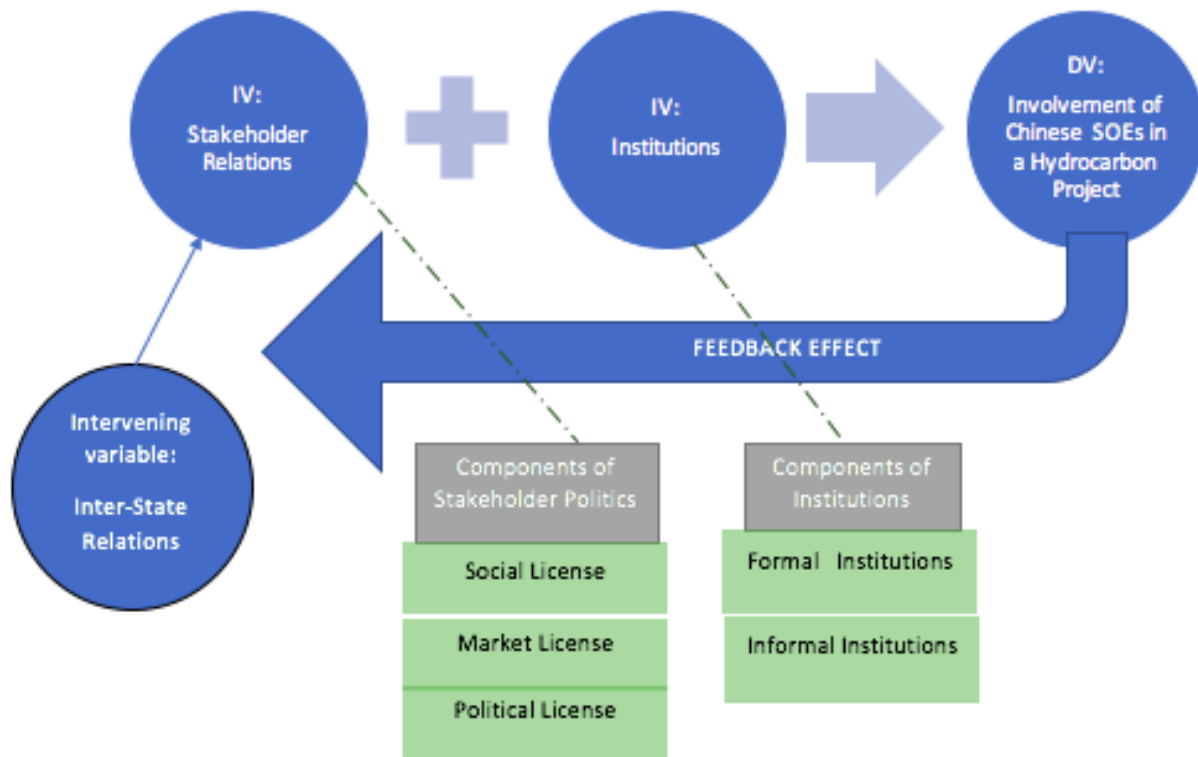 IV:
Stakeholder
Relations
IV:
Institutions
DV:
Involvement of
Chinese SOEs in
a Hydrocarbon
Project
FEEDBACK EFFECT
Intervening
variable:
Inter-State
Relations
Components of
Stakeholder Politics
Social License
Market License
Political License
Components of
Institutions
Formal Institutions
Informal Institutions